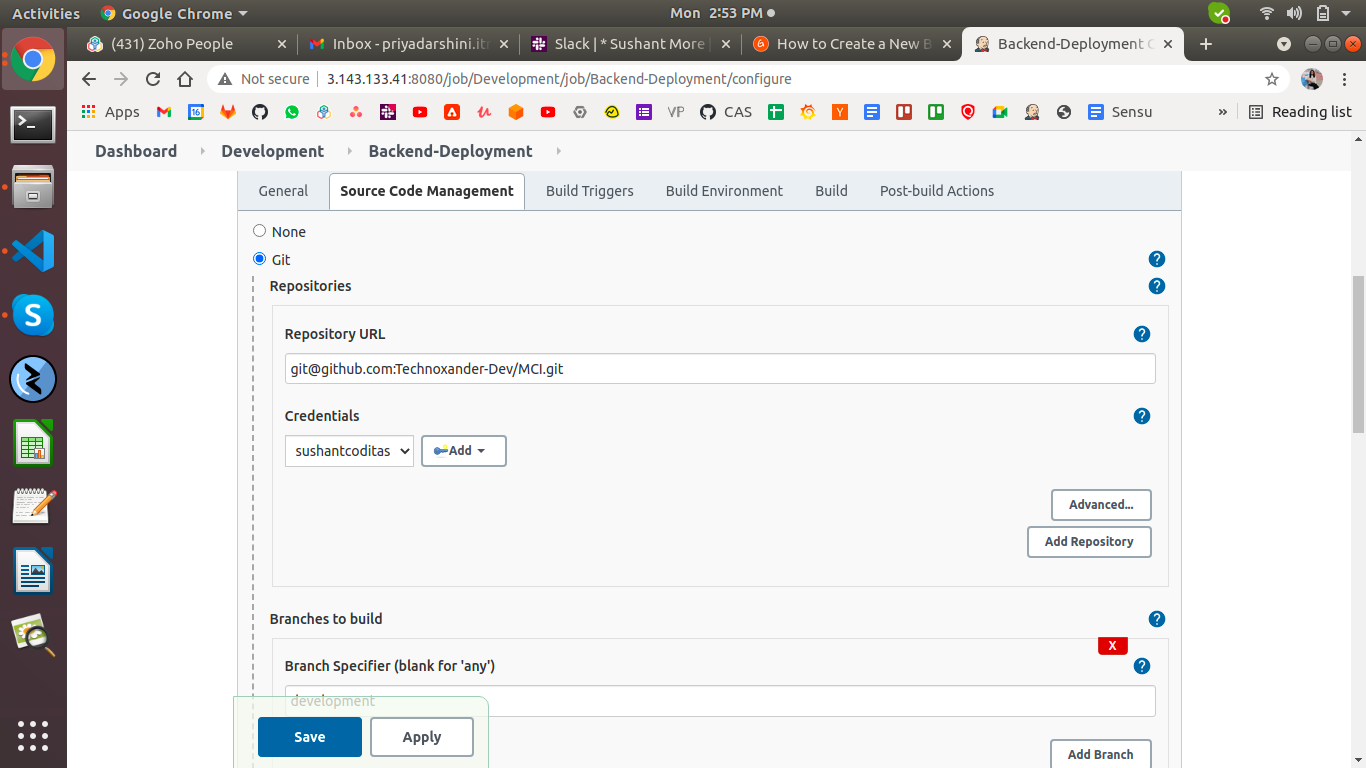 Activities Google Chrome Mon 2:53 PM
(431) Zoho People Inbox - priyadarshini.it Slack | * Sushant More | How to Create a New B Backend-Deployment C
Not secure 3.143.133.41:8080/job/Development/job/Backend-Deployment/configure
Apps VP CAS Sensu » Reading list
Dashboard Development Backend-Deployment
General Source Code Management Build Triggers Build Environment Build Post-build Actions
None
Git
Repositories
Repository URL
git@github.com:Technoxander-Dev/MCI.git
Credentials
sushantcoditas Add
Advanced...
Add Repository
Branches to build
X
Branch Specifier (blank for 'any')
development
Save Apply
Add Branch